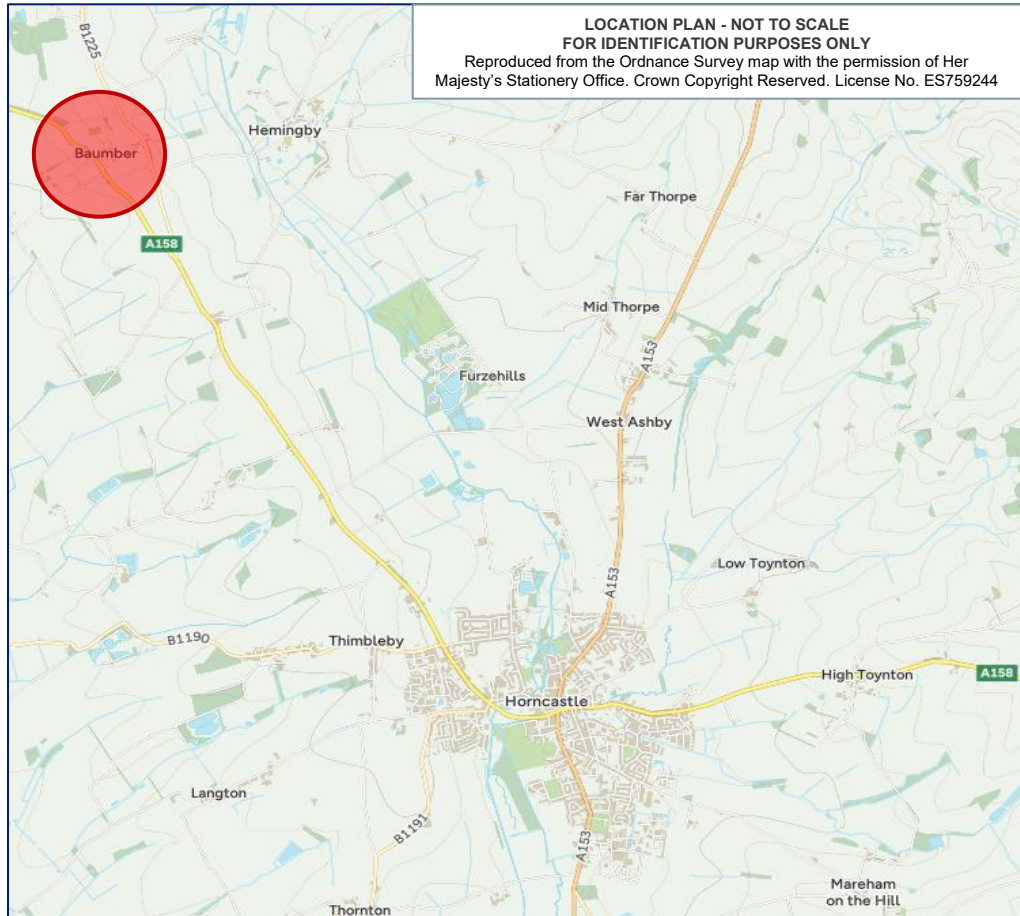 LOCATION PLAN - NOT TO SCALE
FOR IDENTIFICATION PURPOSES ONLY
Reproduced from the Ordnance Survey map with the permission of Her
Majesty’s Stationery Office. Crown Copyright Reserved. License No. ES759244
B1225
Hemingby
Baumber
Far Thorpe
A158
Mid Thorpe
A153
Furzehills
West Ashby
Low Toynton
A153
B1190
Thimbleby
High Toynton
A158
Horncastle
Langton
B1191
A153
Mareham
on the Hill
Thornton